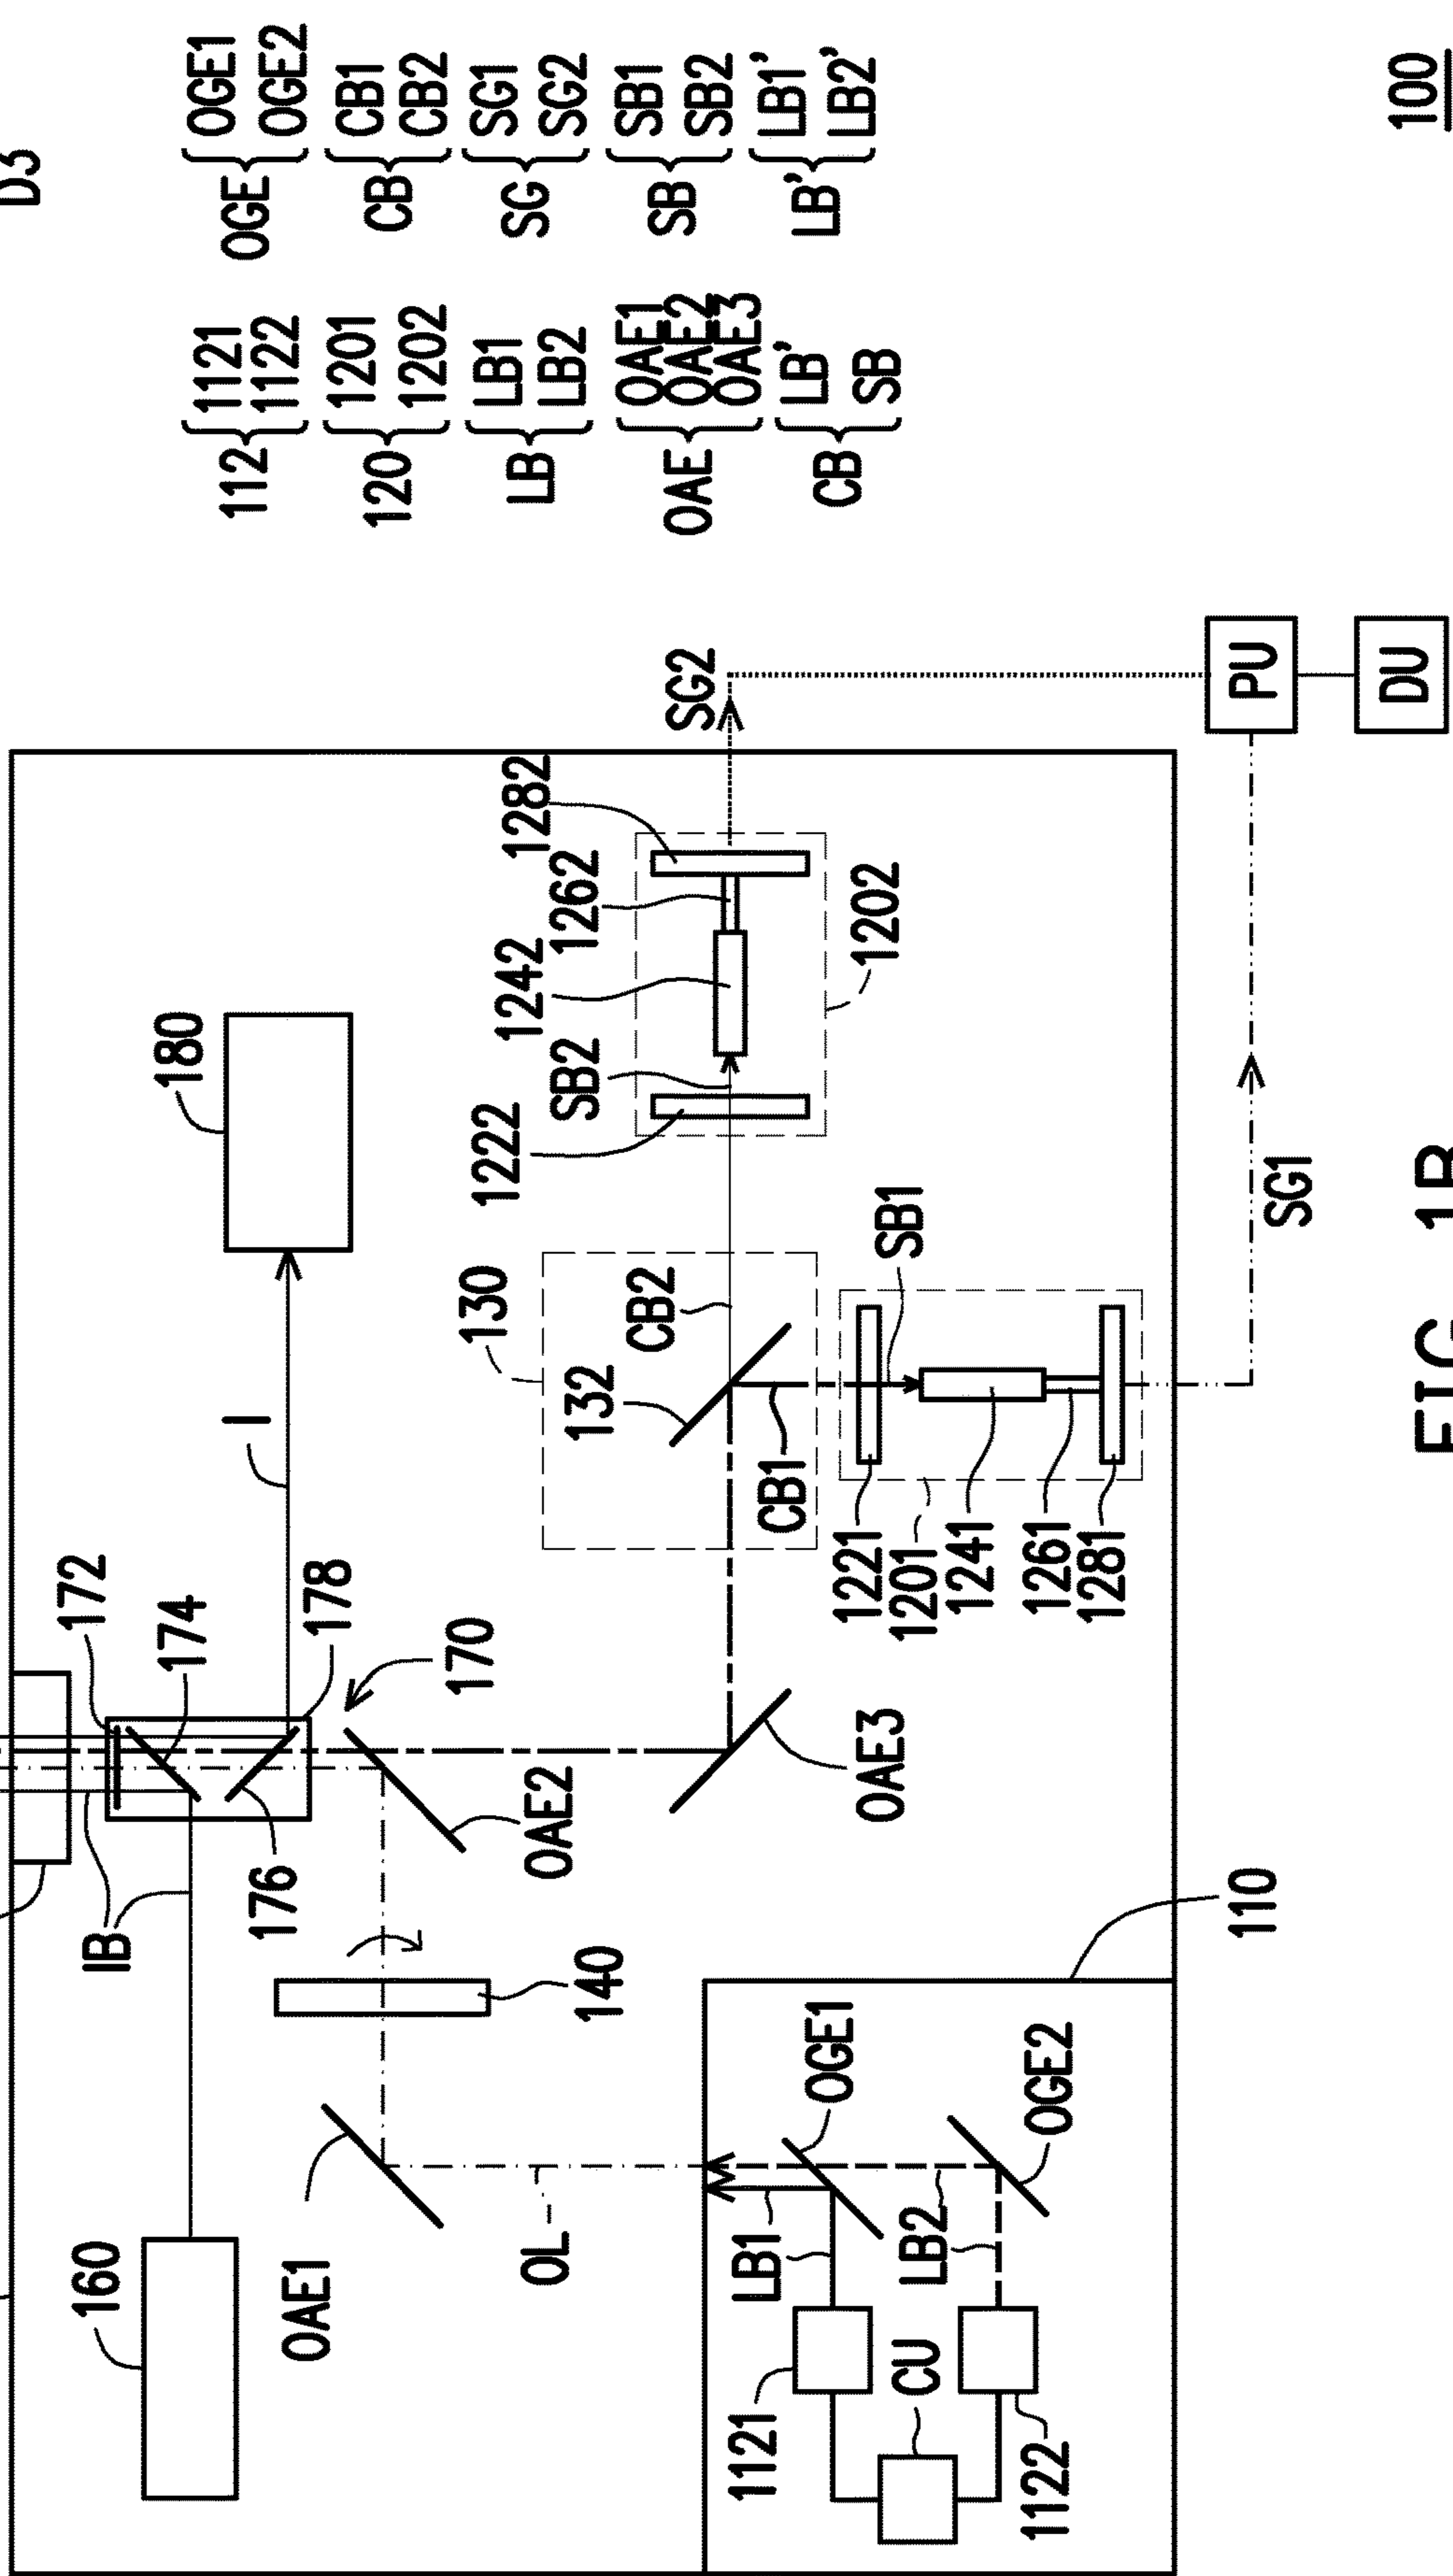 D3
112 { 1121
1122
OGE { OGE1
OGE2
120 { 1201
1202
CB { CB1
CB2
LB { LB1
LB2
SG { SG1
SG2
OAE { OAE1
OAE2
OAE3
SB { SB1
SB2
CB { LB'
SB
LB' { LB1'
LB2'
172
174
178
176
170
IB
I
180
160
OAE1
OAE2
OAE3
140
OL
130
132
CB2
CB1
1222
SB2
1242
1262
1282
1202
SG2
SB1
1221
1201
1241
1261
1281
SG1
PU
DU
110
OGE1
OGE2
LB1
LB2
1121
CU
1122
100
FIG. 1B